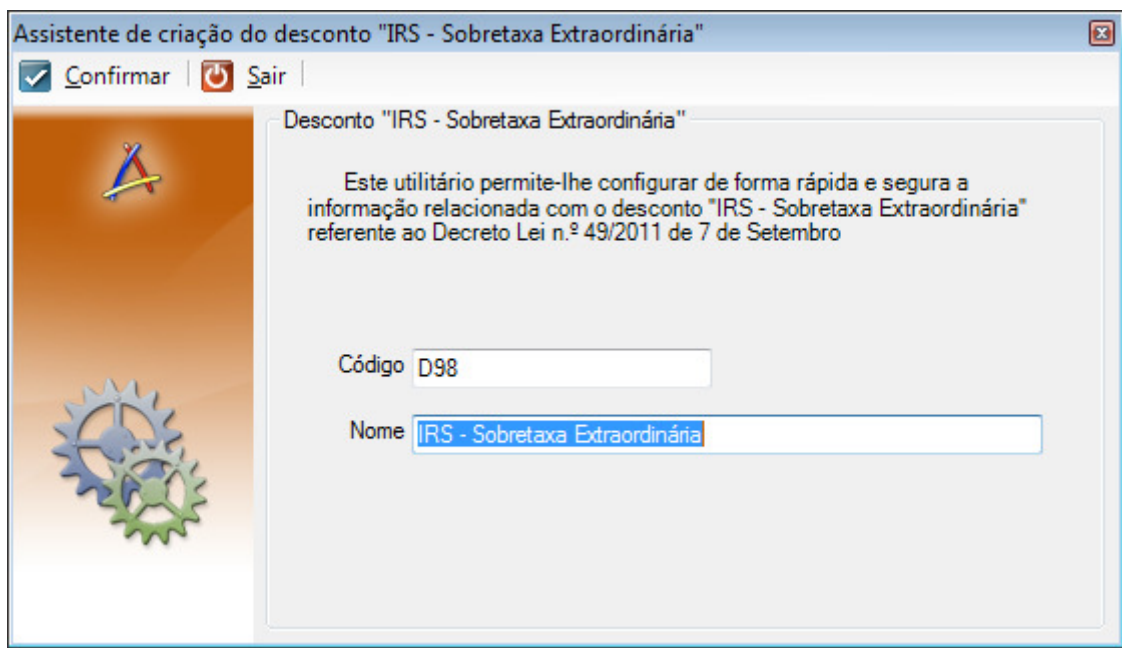 Assistente de criação do desconto "IRS - Sobretaxa Extraordinária"
Confirmar Sair
Desconto "IRS - Sobretaxa Extraordinária"
Este utilitário permite-lhe configurar de forma rápida e segura a
informação relacionada com o desconto "IRS - Sobretaxa Extraordinária"
referente ao Decreto Lei n.º 49/2011 de 7 de Setembro
Código D98
Nome IRS - Sobretaxa Extraordinária